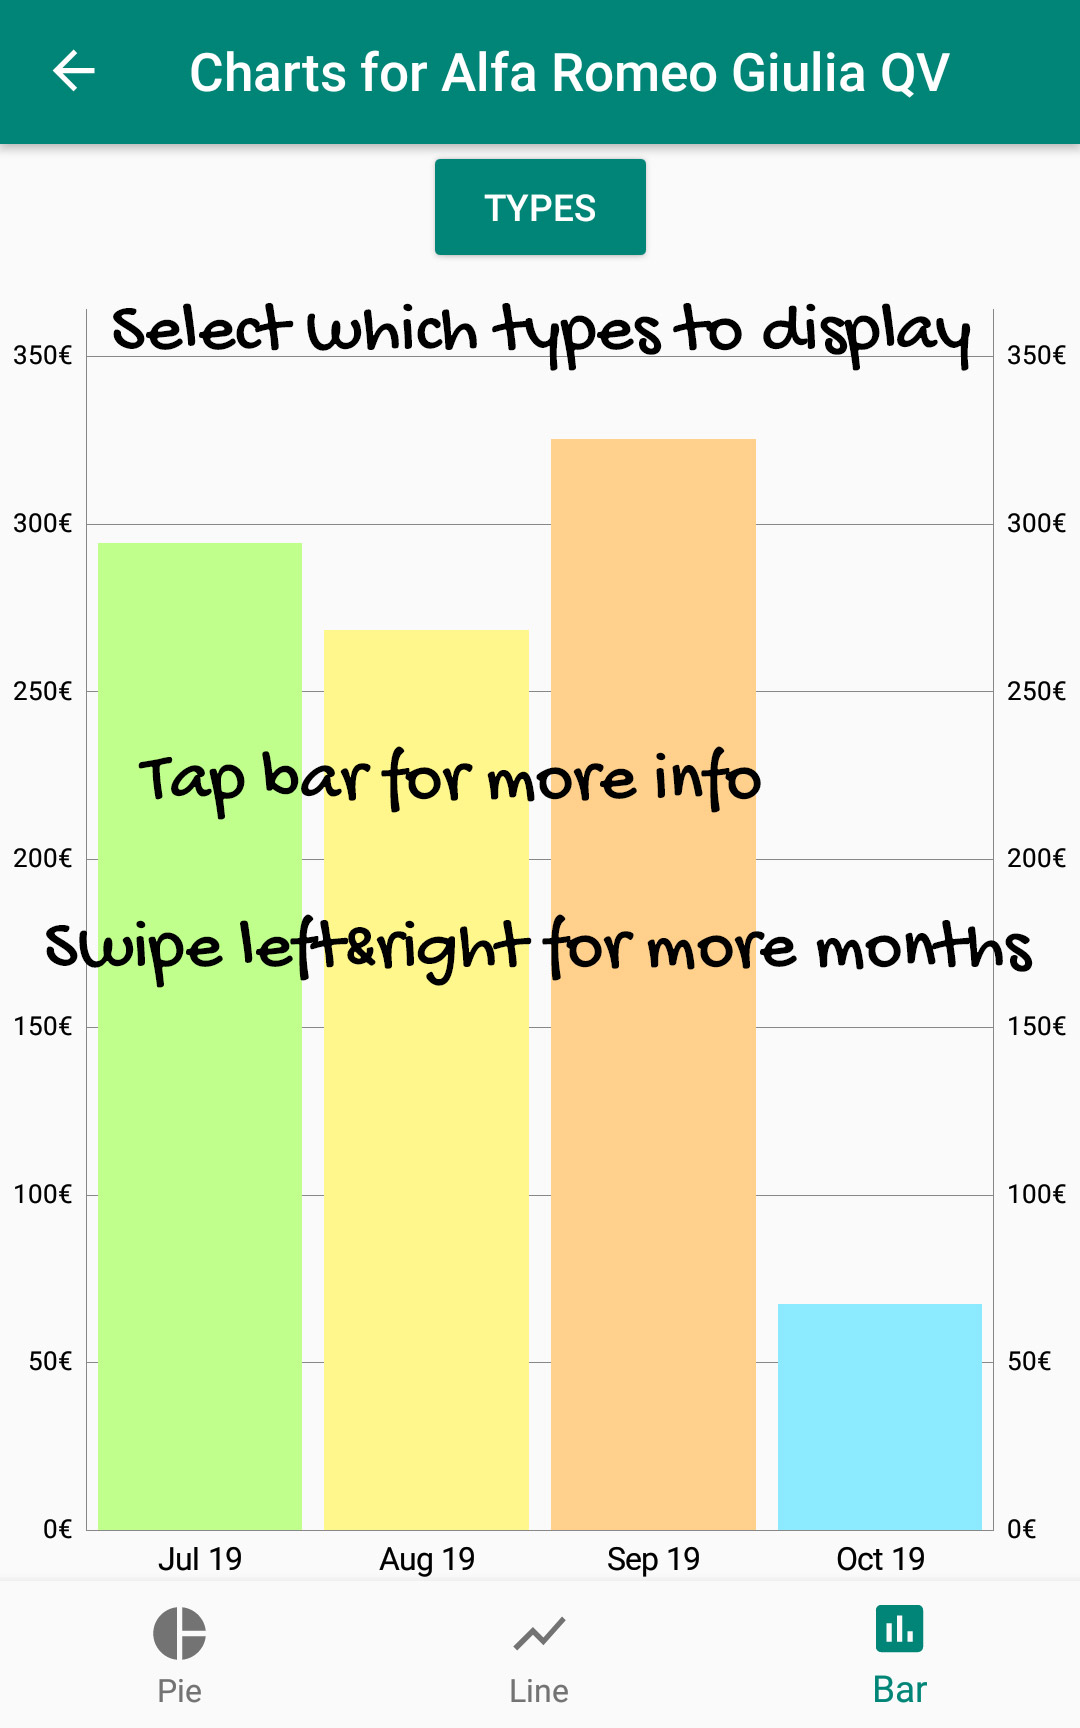 Charts for Alfa Romeo Giulia QV
TYPES
Select which types to display
350€ 350€
300€ 300€
250€ 250€
Tap bar for more info
200€ 200€
Swipe left&right for more months
150€ 150€
100€ 100€
50€ 50€
0€ 0€
Jul 19 Aug 19 Sep 19 Oct 19
Pie Line Bar